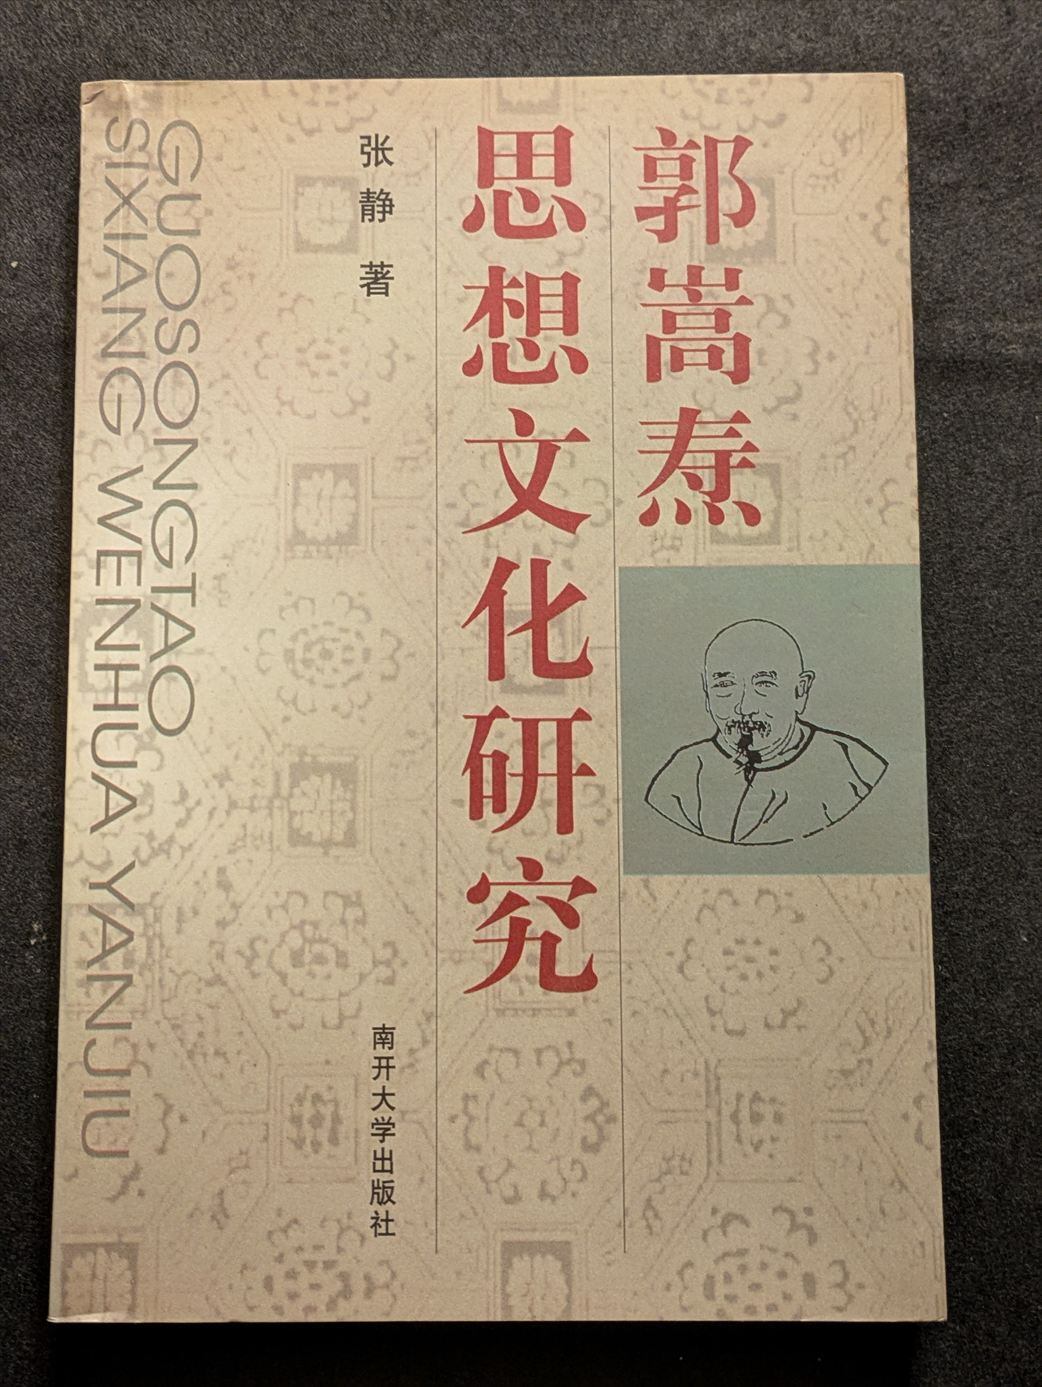 郭嵩焘
思想文化研究
张静 著
南开大学出版社
GUOSONGTAO
SIXIANG WENHUA YANJIU